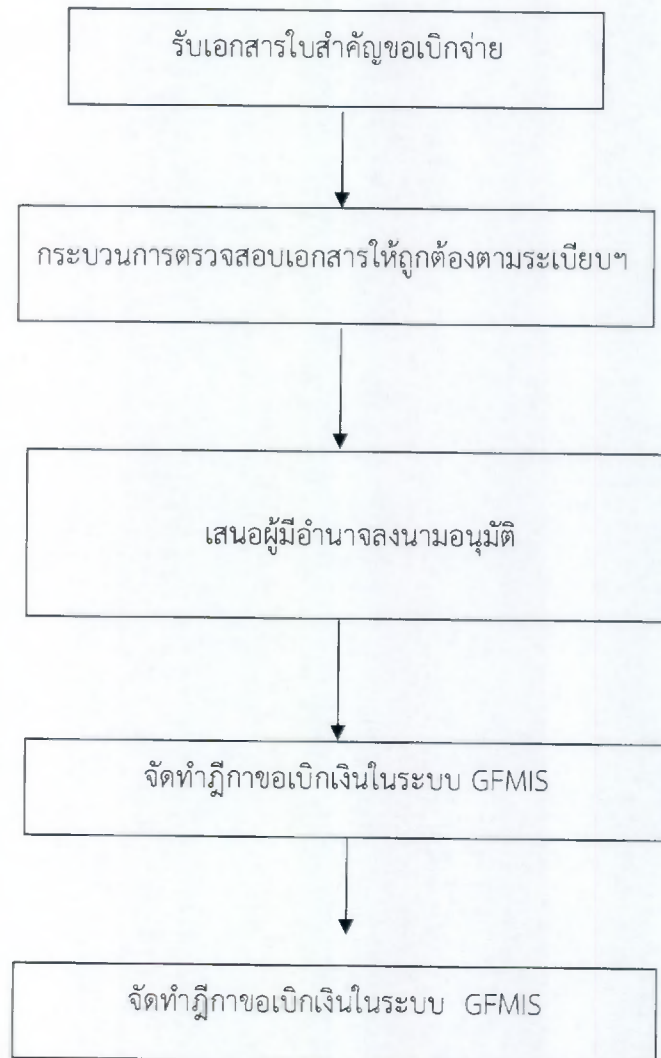 รับเอกสารใบสำคัญขอเบิกจ่าย
กระบวนการตรวจสอบเอกสารให้ถูกต้องตามระเบียบฯ
เสนอผู้มีอำนาจลงนามอนุมัติ
จัดทำฎีกาขอเบิกเงินในระบบ GFMIS
จัดทำฎีกาขอเบิกเงินในระบบ GFMIS